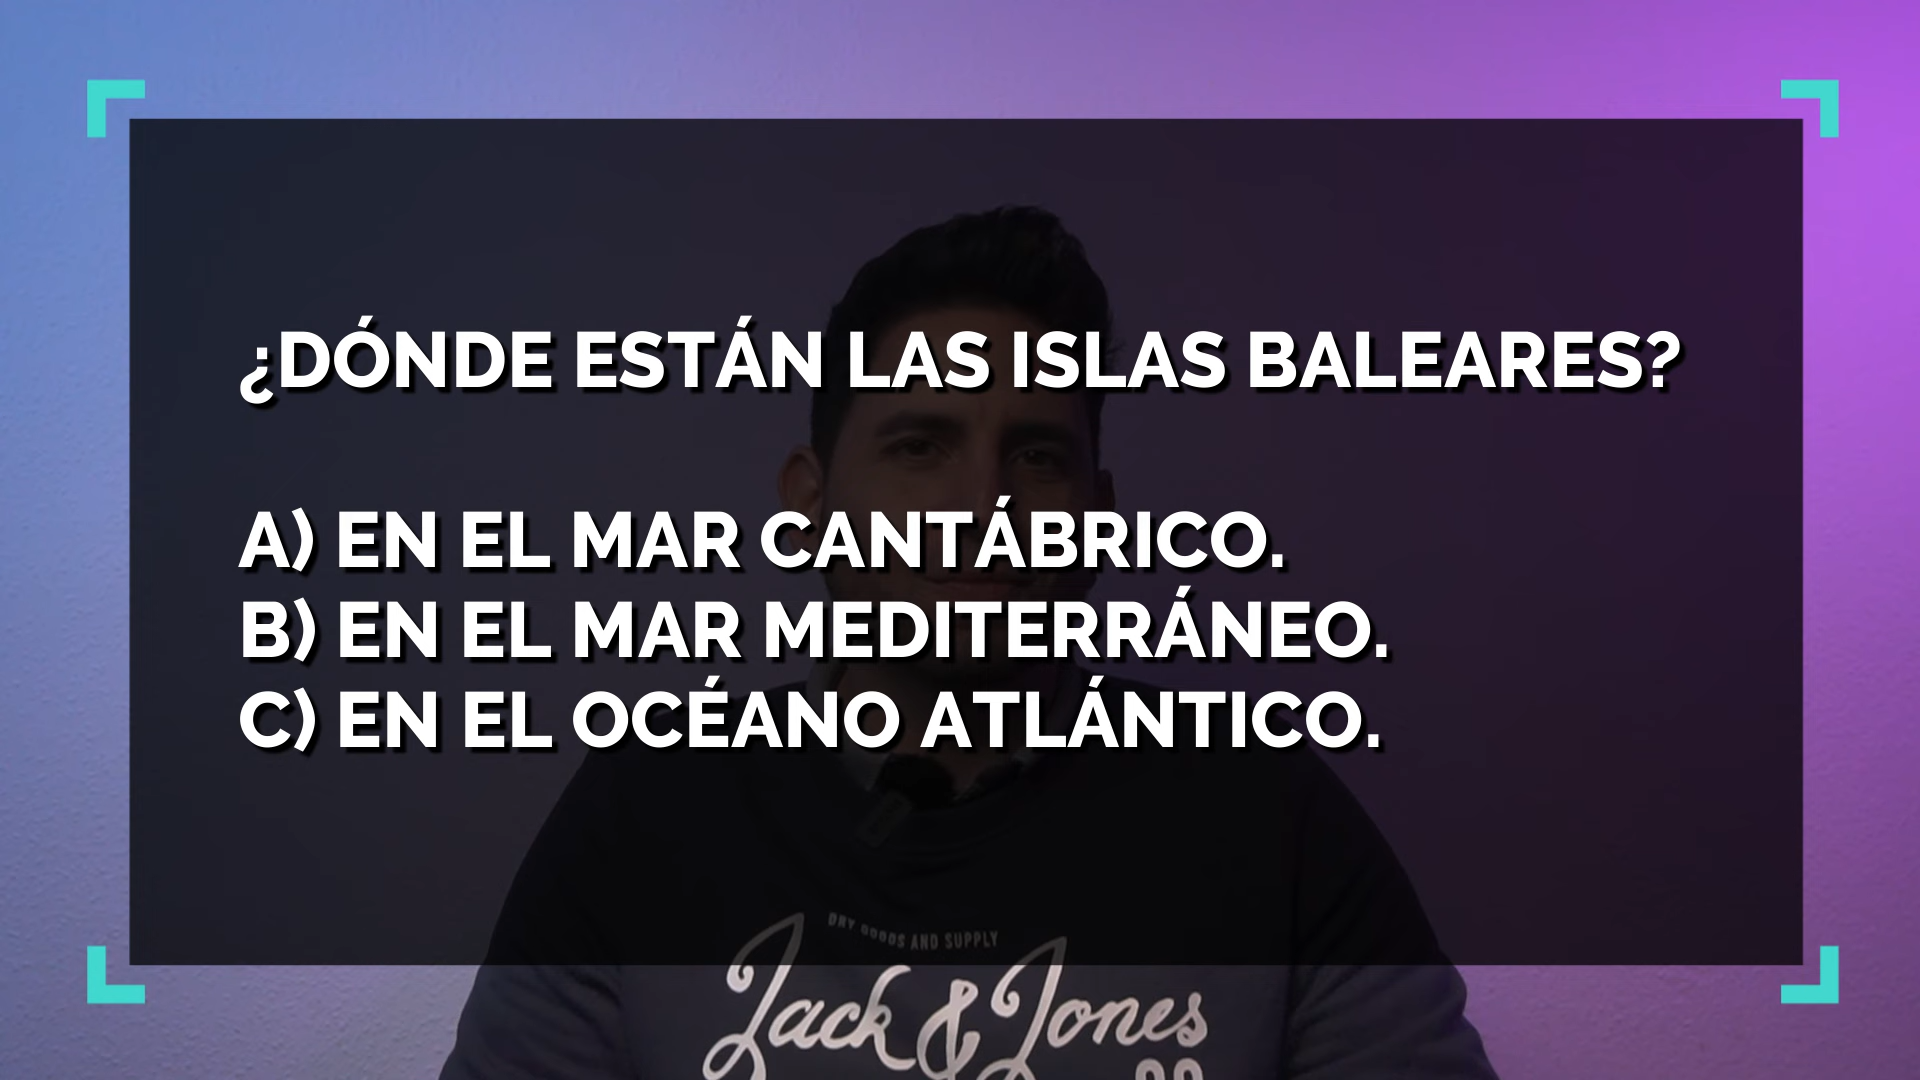 ¿DÓNDE ESTÁN LAS ISLAS BALEARES?
A) EN EL MAR CANTÁBRICO.
B) EN EL MAR MEDITERRÁNEO.
C) EN EL OCÉANO ATLÁNTICO.
DRY GOODS AND SUPPLY
Jack & Jones